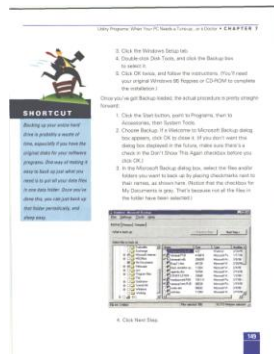 Utility Programs: When Your PC Needs a Tune-up, or a Doctor • CHAPTER 7
3. Click the Windows Setup tab.
4. Double-click Disk Tools, and click the Backup box
to select it.
5. Click OK twice, and follow the instructions. (You'll need
your original Windows 95 floppies or CD-ROM to complete
the installation.)
Once you've got Backup loaded, the actual procedure is pretty straight-
forward:
1. Click the Start button, point to Programs, then to
Accessories, then System Tools.
2. Choose Backup. If a Welcome to Microsoft Backup dialog
box appears, click OK to close it. (If you don't want this
dialog box displayed in the future, make sure there is a
check in the Don't Show This Again checkbox before you
click OK.)
3. In the Microsoft Backup dialog box, select the files and/or
folders you want to back up by placing checkmarks next to
their names, as shown here. (Notice that the checkbox for
My Documents is gray. That's because not all the files in
the folder have been selected.)
4. Click Next Step.
SHORTCUT
Backing up your entire hard
drive is probably a waste of
time, especially if you have the
original disks for your software
programs. One way of making it
easy to back up just what you
need is to put all your data files
in one data folder. Once you've
done this, you can just back up
that folder periodically, and
sleep easy.
149